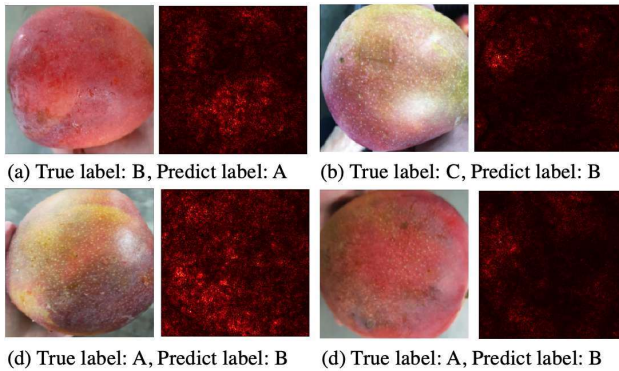 (a) True label: B, Predict label: A
(b) True label: C, Predict label: B
(d) True label: A, Predict label: B
(d) True label: A, Predict label: B